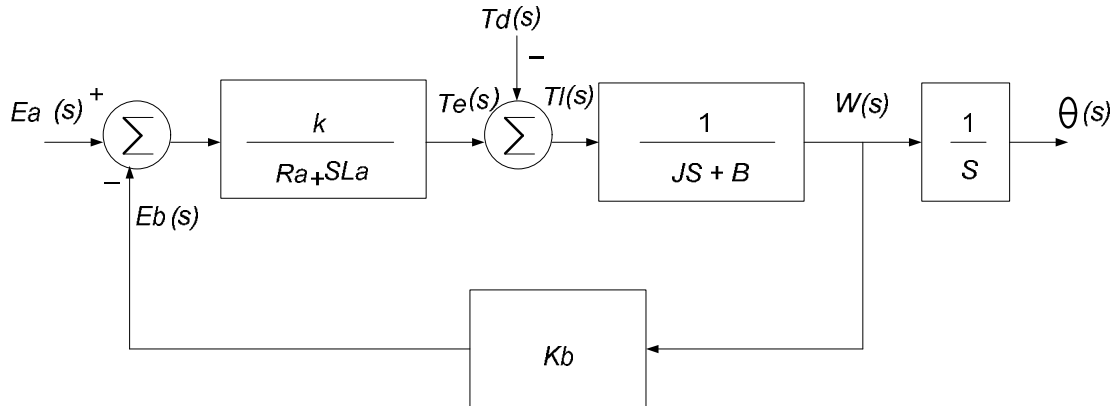 Td(s)
−
Ea (s) +
∑
k
Ra+SLa
Te(s)
∑
Tl(s)
1
JS + B
W(s)
1
S
θ(s)
−
Eb(s)
Kb